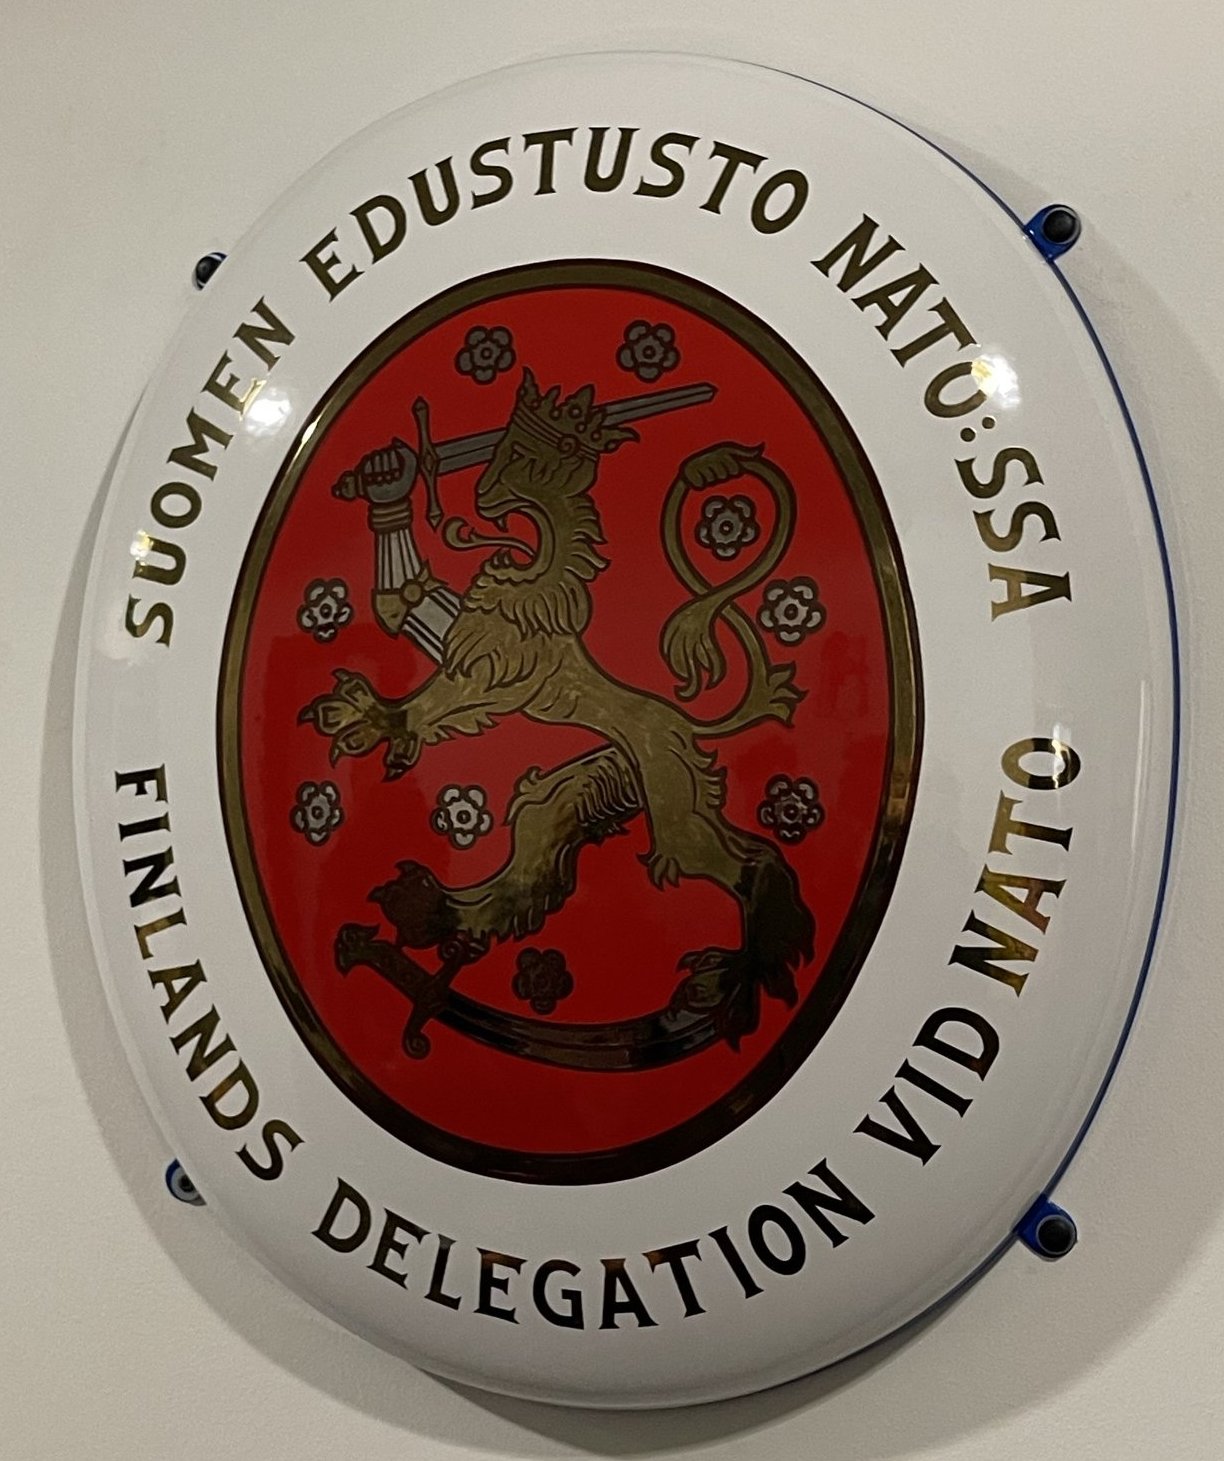 SUOMEN EDUSTUSTO NATO:SSA
FINLANDS DELEGATION VID NATO